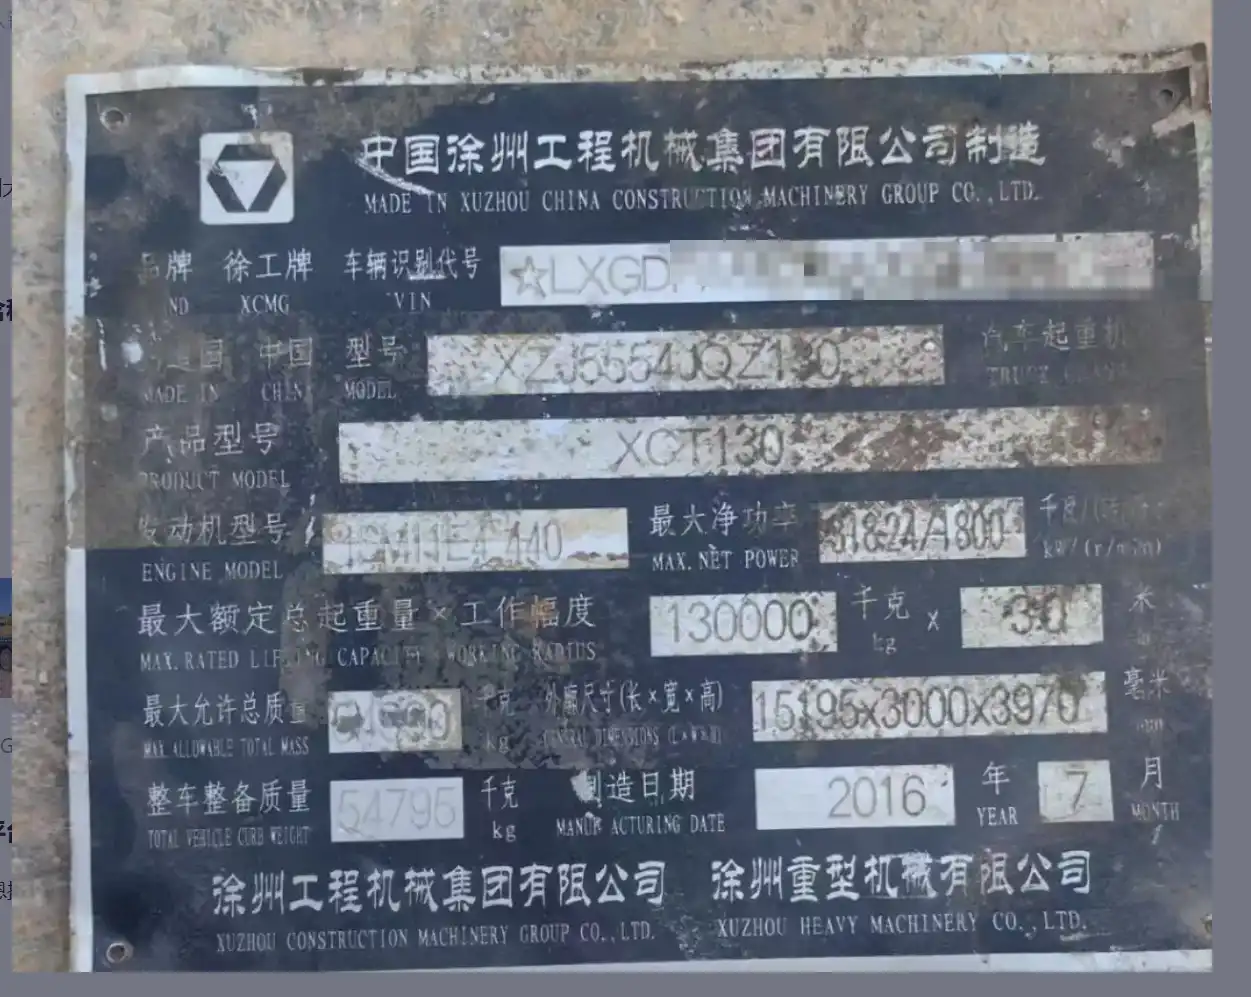 中国徐州工程机械集团有限公司制造
MADE IN XUZHOU CHINA CONSTRUCTION MACHINERY GROUP CO.,LTD.
品牌 徐工牌 车辆识别代号 ☆LXGD
ND XCMG VIN
造国 中国 型号 XZJ5554JQZ130 汽车起重机
MADE IN CHINA MODEL TRUCK CRANE
产品型号 XCT130
PRODUCT MODEL
发动机型号 440 最大净功率 千瓦/
ENGINE MODEL MAX.NET POWER kW/(r/min)
最大额定总起重量×工作幅度 130000 千克 x 3.0 米
MAX.RATED LIFTING CAPACITY WORKING RADIUS kg
最大允许总质量 千克 外廓尺寸(长×宽×高) 15195x3000x3970 毫米
MAX.ALLOWABLE TOTAL MASS kg GENERAL DIMENSIONS (L×W×H) mm
整车整备质量 54795 千克 制造日期 2016 年 7 月
TOTAL VEHICLE CURB WEIGHT kg MANUFACTURING DATE YEAR MONTH
徐州工程机械集团有限公司 徐州重型机械有限公司
XUZHOU CONSTRUCTION MACHINERY GROUP CO.,LTD. XUZHOU HEAVY MACHINERY CO.,LTD.